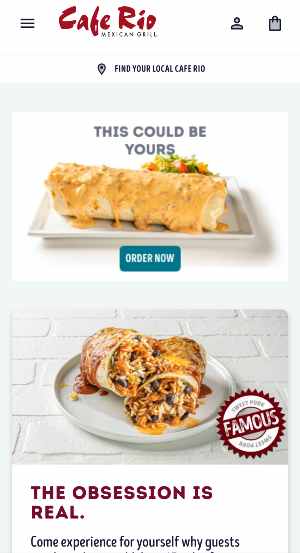 Cafe Rio
MEXICAN GRILL
FIND YOUR LOCAL CAFE RIO
THIS COULD BE
YOURS
ORDER NOW
SWEET PORK
FAMOUS
THE OBSESSION IS
REAL.
Come experience for yourself why guests